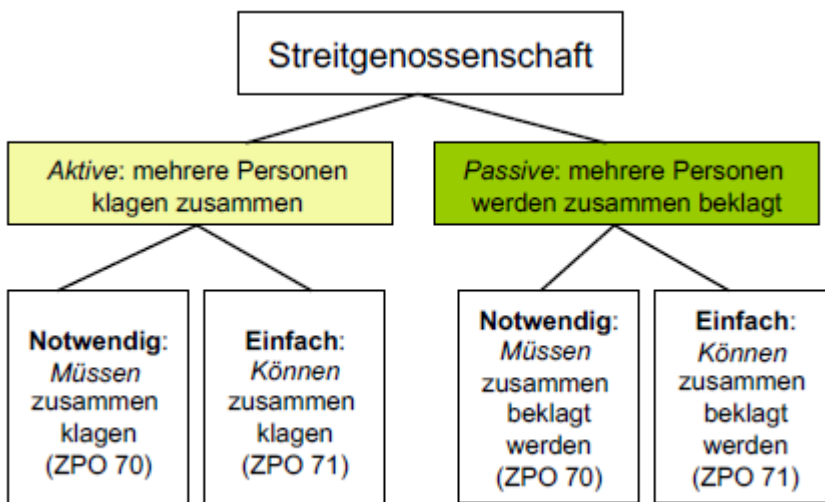 Streitgenossenschaft
Aktive: mehrere Personen
klagen zusammen
Passive: mehrere Personen
werden zusammen beklagt
Notwendig:
Müssen
zusammen
klagen
(ZPO 70)
Einfach:
Können
zusammen
klagen
(ZPO 71)
Notwendig:
Müssen
zusammen
beklagt
werden
(ZPO 70)
Einfach:
Können
zusammen
beklagt
werden
(ZPO 71)